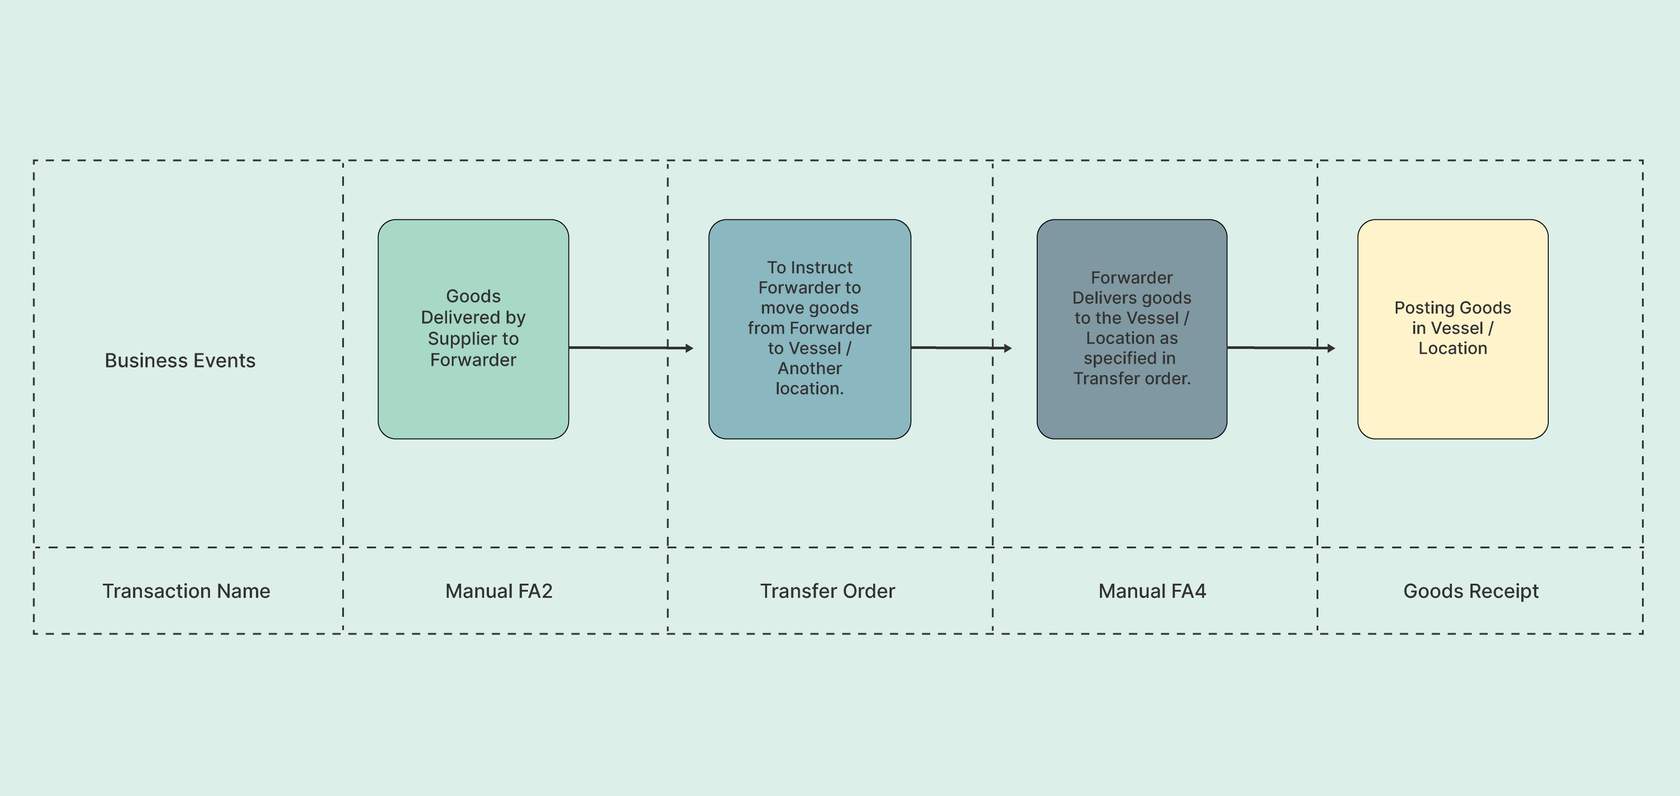 Business Events
Goods
Delivered by
Supplier to
Forwarder
To Instruct
Forwarder to
move goods
from Forwarder
to Vessel /
Another
location.
Forwarder
Delivers goods
to the Vessel /
Location as
specified in
Transfer order.
Posting Goods
in Vessel /
Location
Transaction Name
Manual FA2
Transfer Order
Manual FA4
Goods Receipt